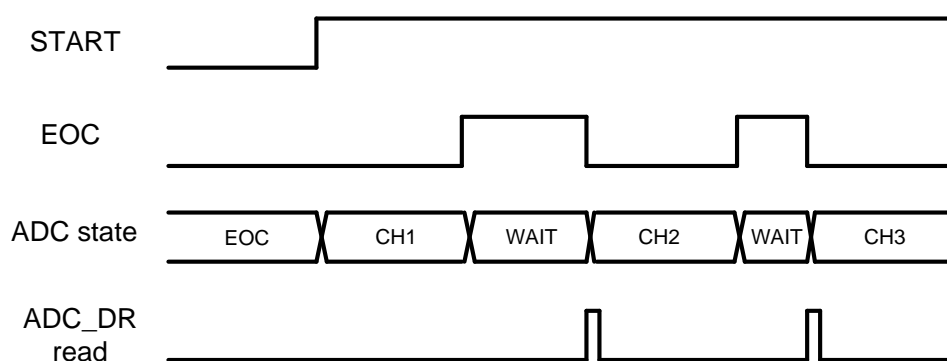 START
EOC
ADC state
EOC
CH1
WAIT
CH2
WAIT
CH3
ADC_DR
read